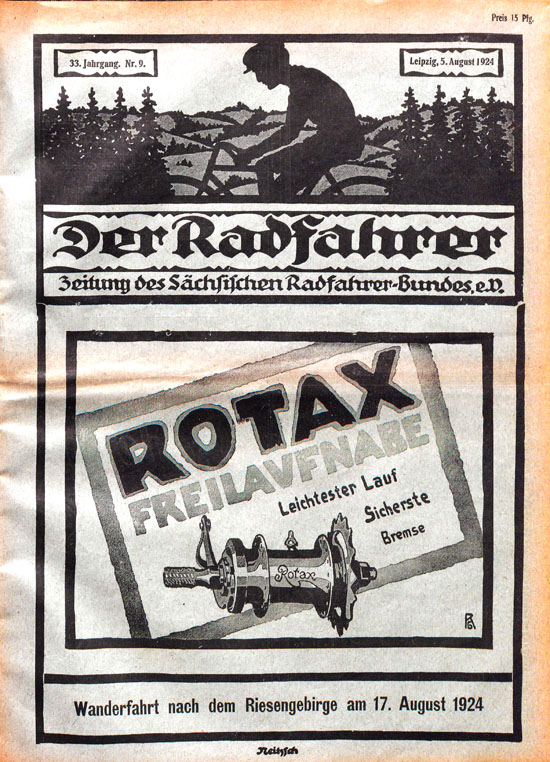 Preis 15 Pfg.
33. Jahrgang. Nr. 9.
Leipzig, 5. August 1924
Der Radfahrer
Zeitung des Sächsischen Radfahrer-Bundes, e.V.
ROTAX
FREILAUFNABE
Leichtester Lauf
Sicherste
Bremse
Rotax
Wanderfahrt nach dem Riesengebirge am 17. August 1924